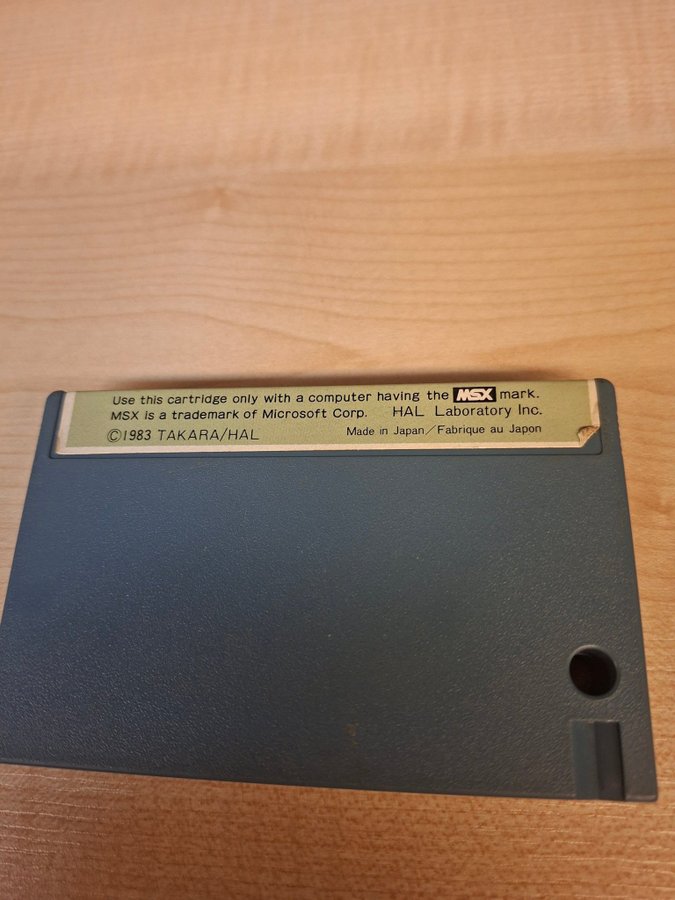 Use this cartridge only with a computer having the MSX mark.
MSX is a trademark of Microsoft Corp. HAL Laboratory Inc.
©1983 TAKARA/HAL Made in Japan/Fabrique au Japon